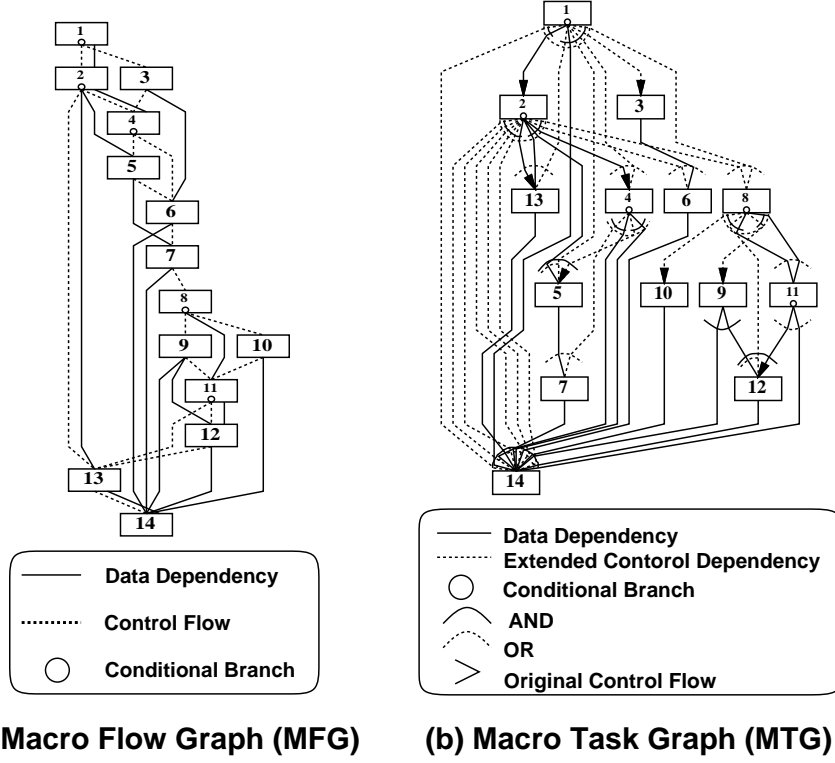 1
2
3
4
5
6
7
8
9
10
11
12
13
14
Data Dependency
Control Flow
Conditional Branch
Macro Flow Graph (MFG)
1
2
3
13
4
6
8
5
10
9
11
7
12
14
Data Dependency
Extended Contorol Dependency
Conditional Branch
AND
OR
Original Control Flow
(b) Macro Task Graph (MTG)